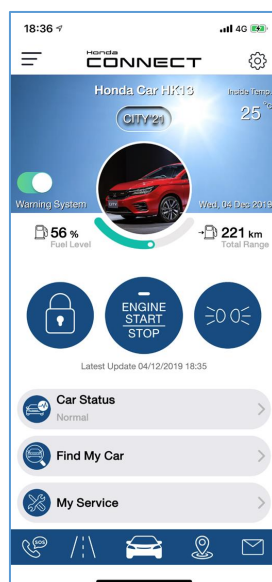 18:36
4G
Honda
CONNECT
Honda Car HK13
Inside Temp.
CITY'21
25 °C
Warning System
Wed, 04 Dec 2019
56 %
Fuel Level
221 km
Total Range
ENGINE
START
STOP
Latest Update 04/12/2019 18:35
Car Status
Normal
Find My Car
My Service
SOS